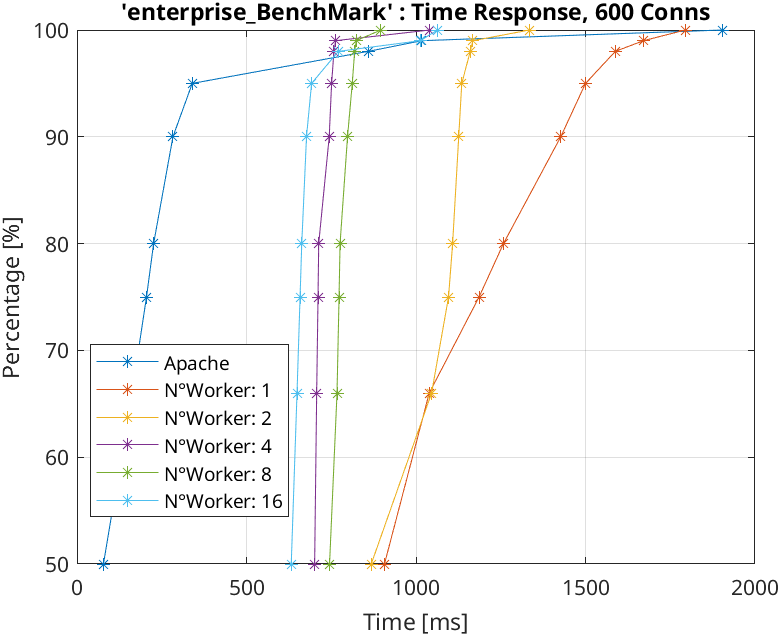 'enterprise_BenchMark' : Time Response, 600 Conns
Percentage [%]
100
90
80
70
60
50
Apache
N°Worker: 1
N°Worker: 2
N°Worker: 4
N°Worker: 8
N°Worker: 16
0 500 1000 1500 2000
Time [ms]